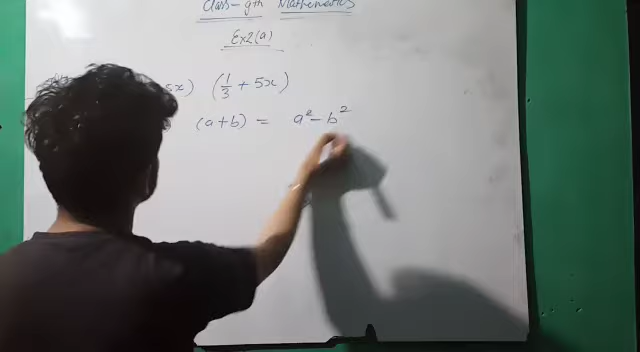 Class-9th Mathematics
Ex2(a)
5x) (1/3 + 5x)
(a+b) = a²-b²